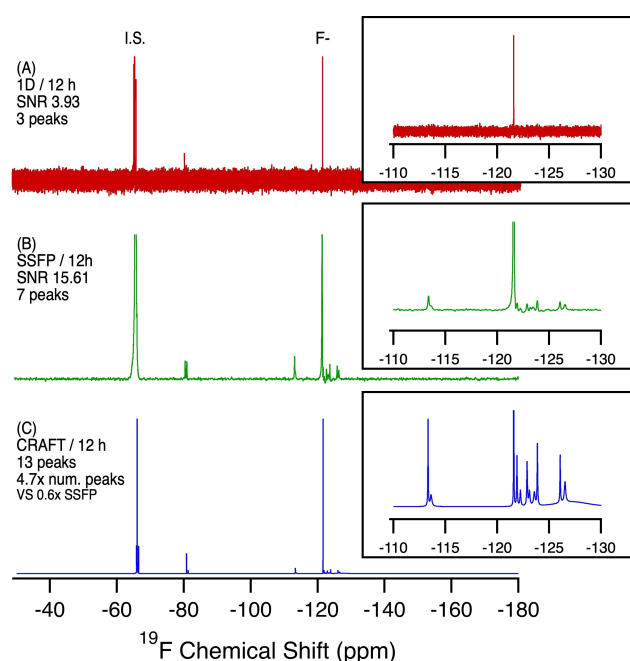 I.S.
F-
(A)
1D / 12 h
SNR 3.93
3 peaks
-110 -115 -120 -125 -130
(B)
SSFP / 12h
SNR 15.61
7 peaks
-110 -115 -120 -125 -130
(C)
CRAFT / 12 h
13 peaks
4.7x num. peaks
VS 0.6x SSFP
-110 -115 -120 -125 -130
-40 -60 -80 -100 -120 -140 -160 -180
¹⁹F Chemical Shift (ppm)